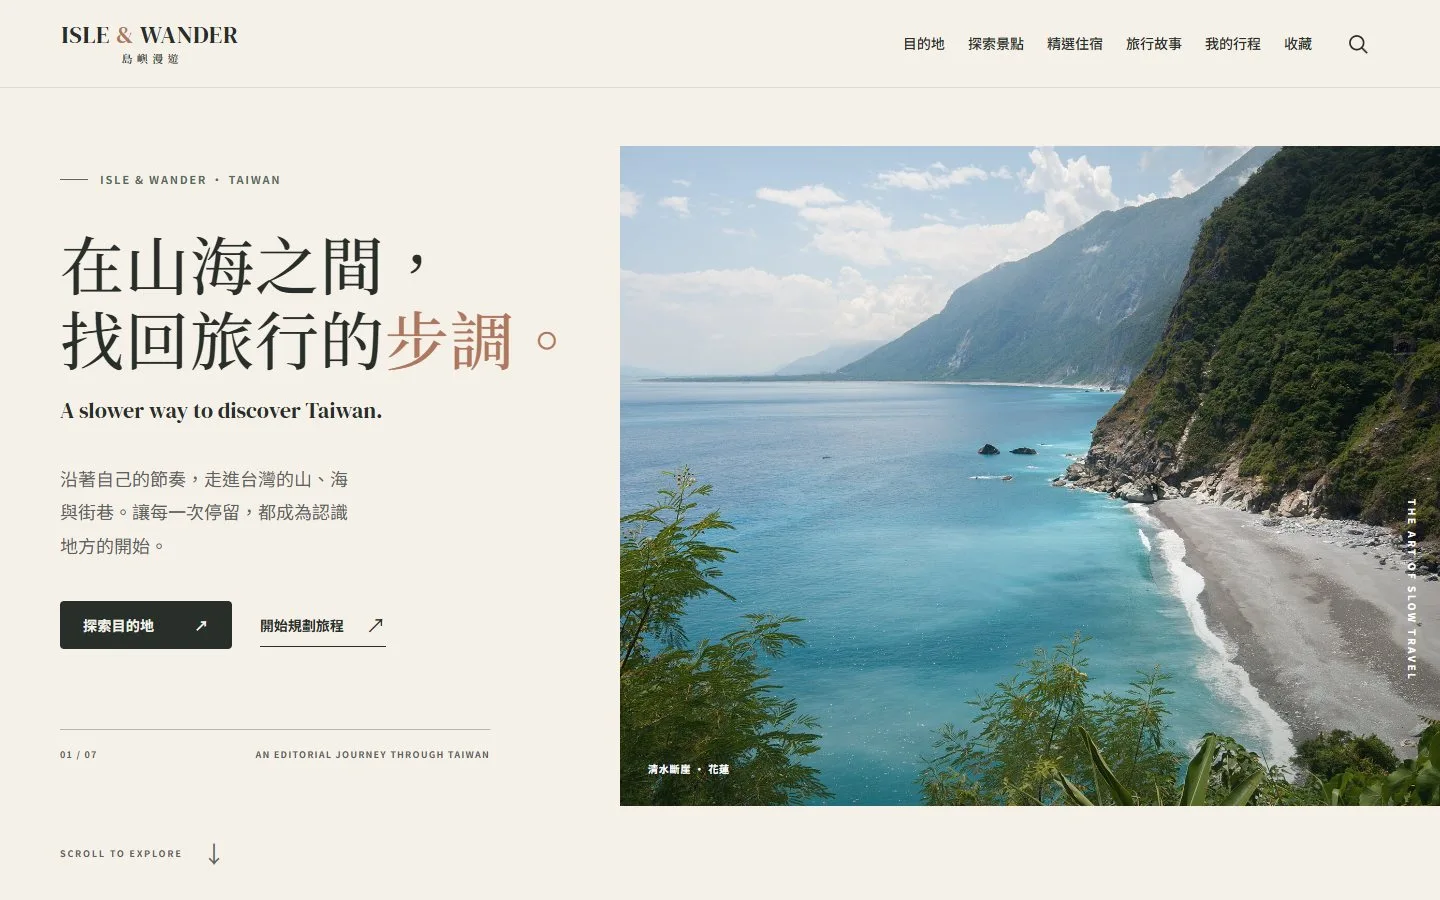 ISLE & WANDER
島嶼漫遊
目的地 探索景點 精選住宿 旅行故事 我的行程 收藏
ISLE & WANDER • TAIWAN
在山海之間，
找回旅行的步調。
A slower way to discover Taiwan.
沿著自己的節奏，走進台灣的山、海
與街巷。讓每一次停留，都成為認識
地方的開始。
探索目的地 ↗
開始規劃旅程 ↗
01 / 07
AN EDITORIAL JOURNEY THROUGH TAIWAN
清水斷崖 • 花蓮
THE ART OF SLOW TRAVEL
SCROLL TO EXPLORE ↓